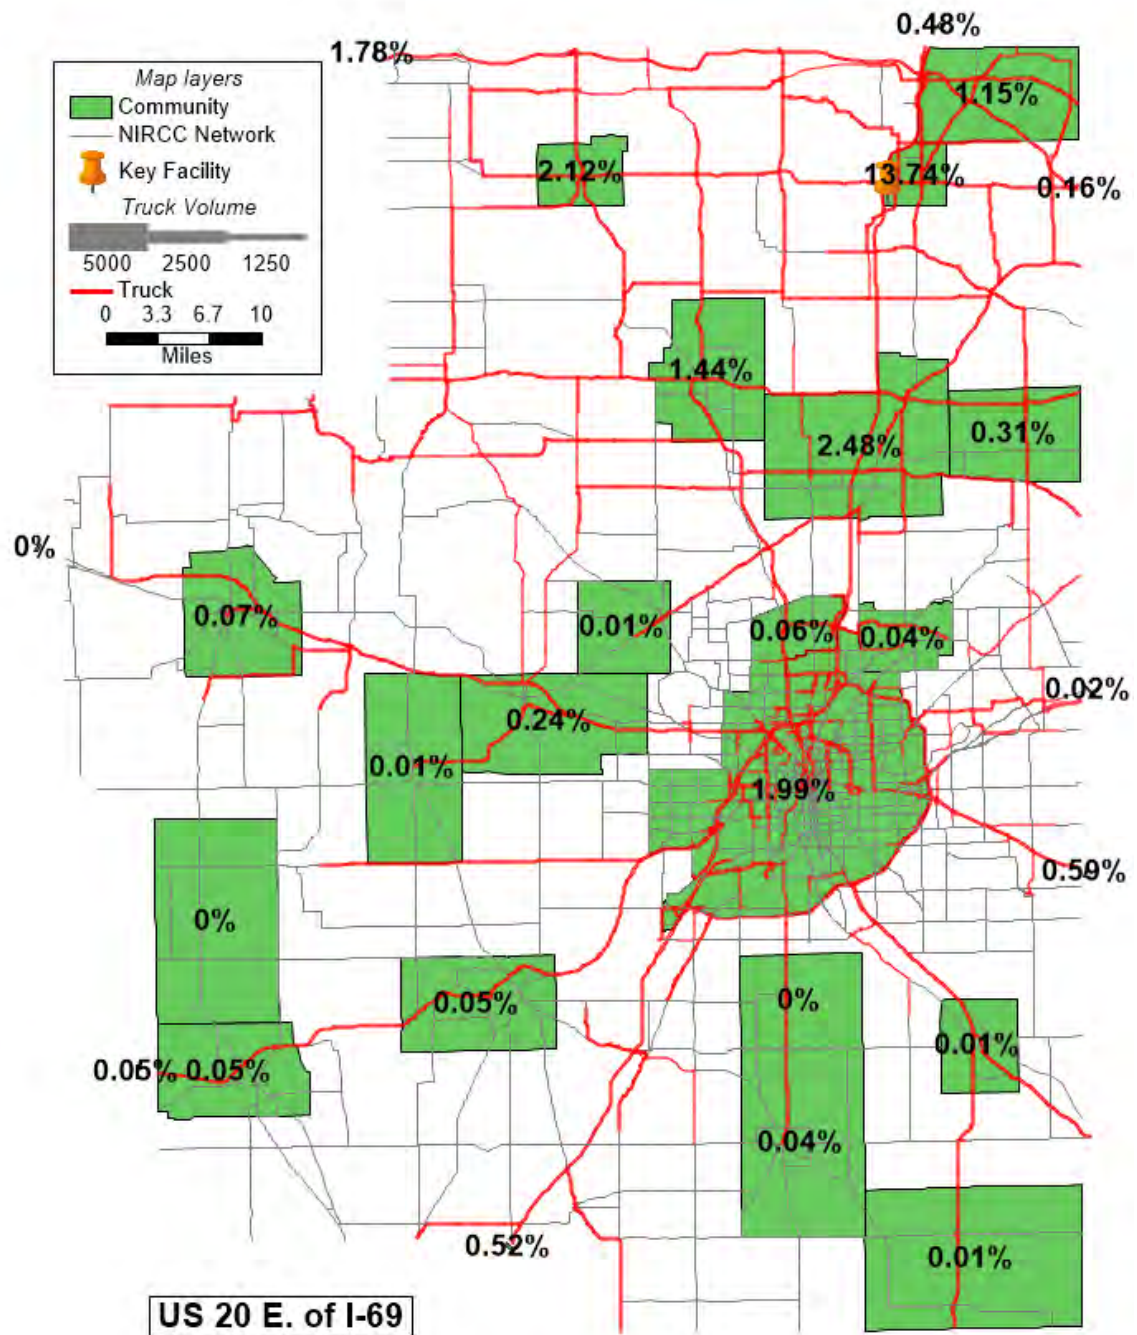 0.48%
1.78%
Map layers
Community
NIRCC Network
Key Facility
Truck Volume
5000 2500 1250
Truck
0 3.3 6.7 10
Miles
1.15%
2.12%
13.74%
0.16%
1.44%
2.48%
0.31%
0%
0.07%
0.01%
0.06%
0.04%
0.02%
0.24%
0.01%
1.99%
0.59%
0%
0.05%
0%
0.01%
0.05% 0.05%
0.04%
0.52%
0.01%
US 20 E. of I-69